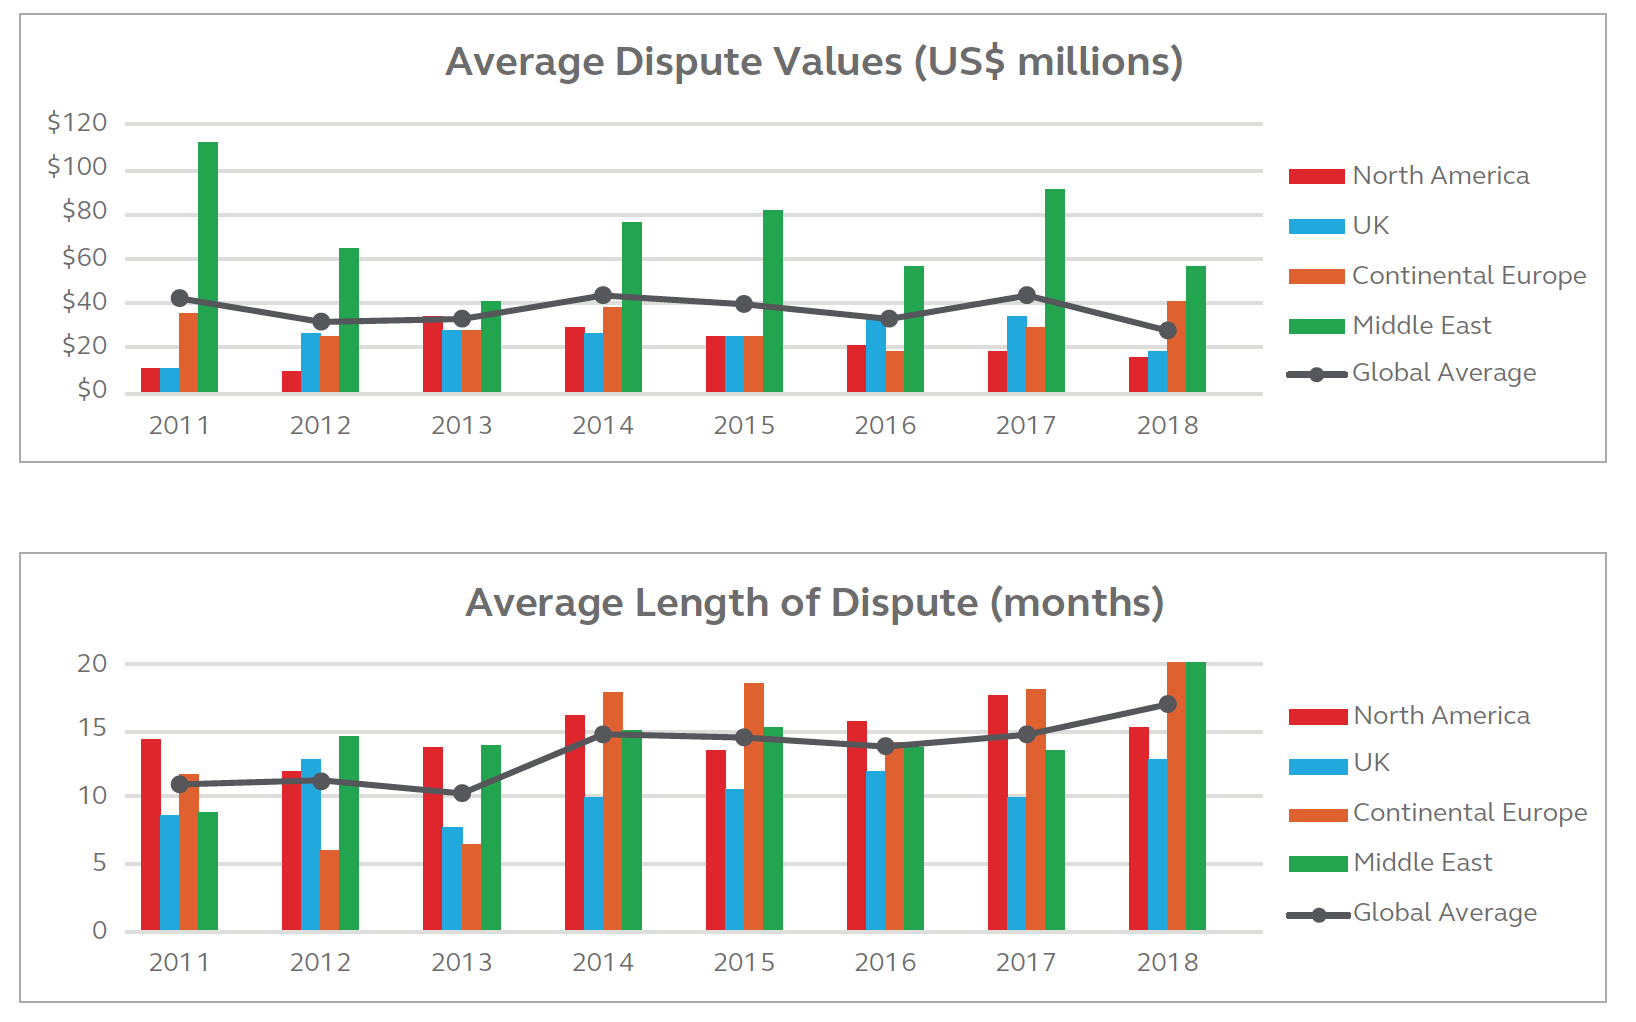 Average Dispute Values (US$ millions)
$120
$100
$80
$60
$40
$20
$0
2011 2012 2013 2014 2015 2016 2017 2018
North America
UK
Continental Europe
Middle East
Global Average
Average Length of Dispute (months)
20
15
10
5
0
2011 2012 2013 2014 2015 2016 2017 2018
North America
UK
Continental Europe
Middle East
Global Average